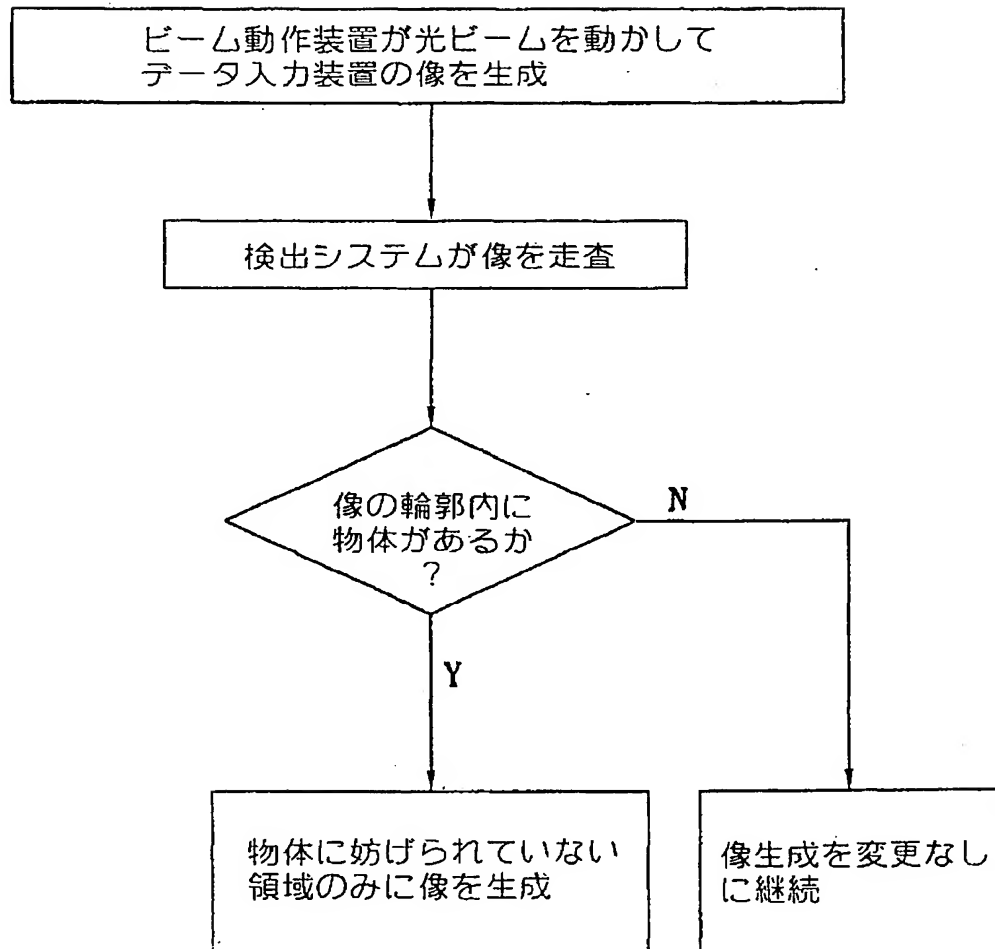 ビーム動作装置が光ビームを動かして
データ入力装置の像を生成
検出システムが像を走査
像の輪郭内に
物体があるか
?
N
Y
物体に妨げられていない
領域のみに像を生成
像生成を変更なし
に継続